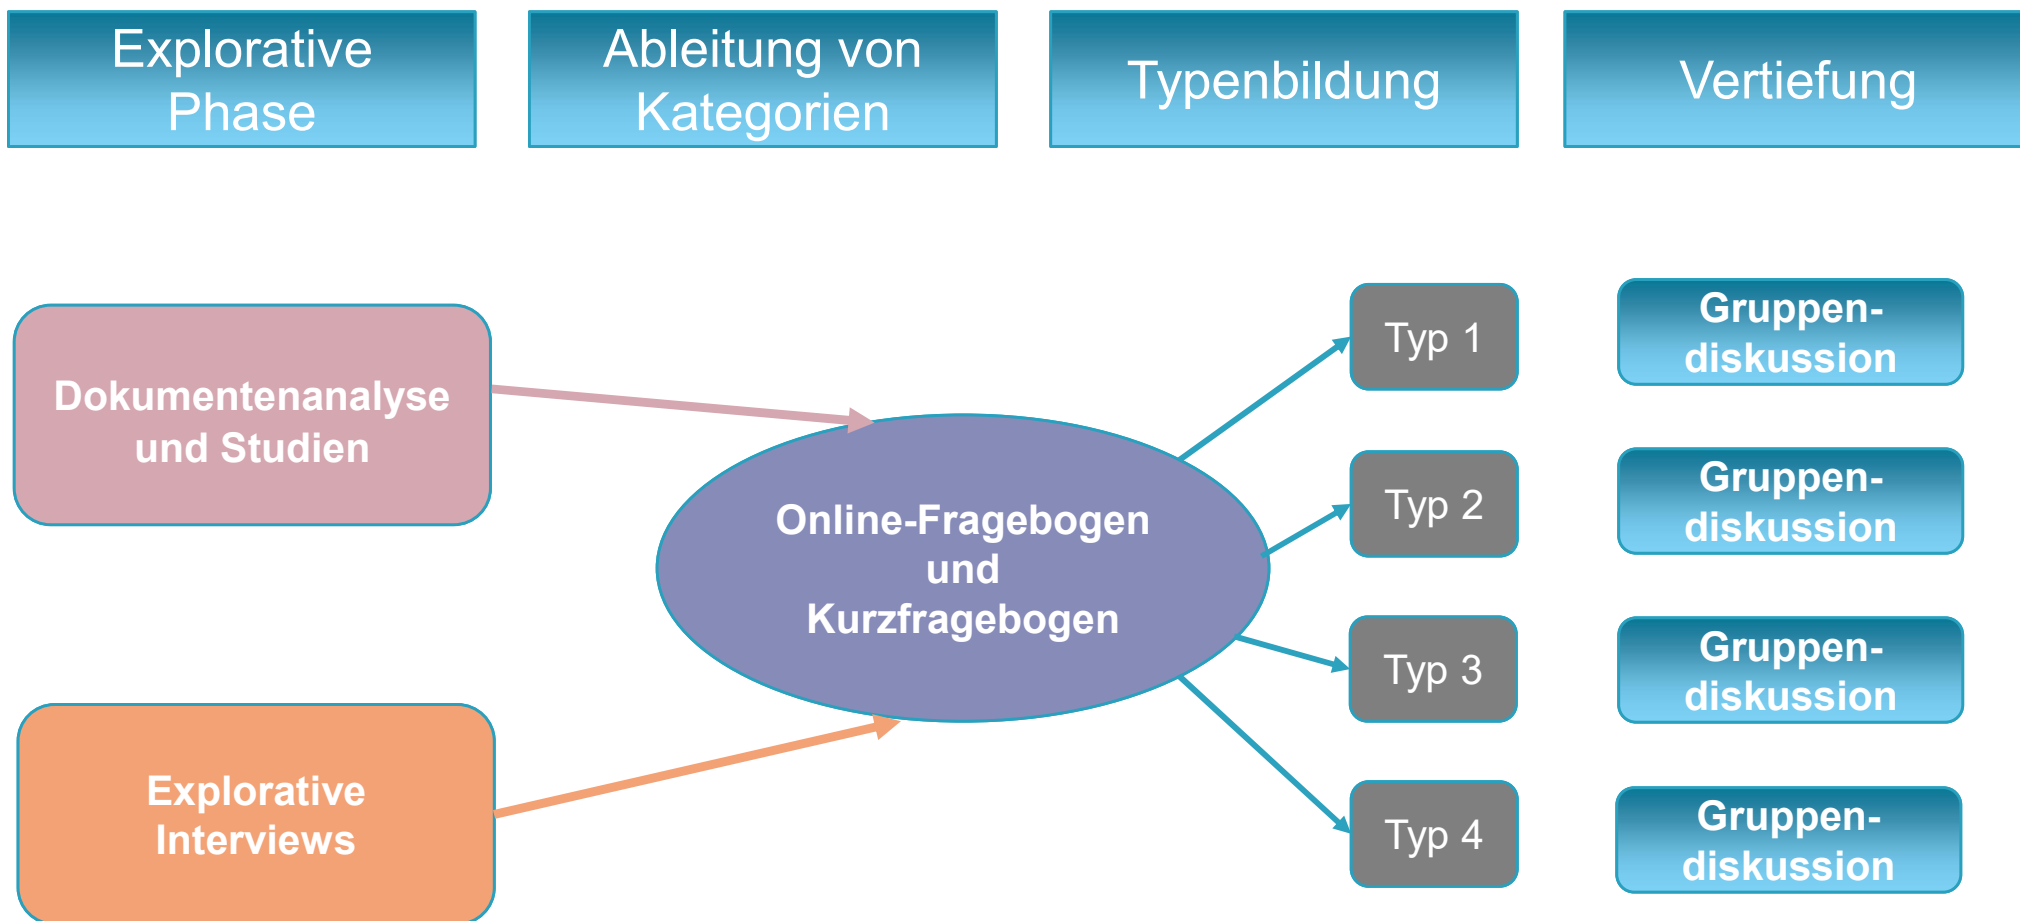 Explorative
Phase
Ableitung von
Kategorien
Typenbildung
Vertiefung
Dokumentenanalyse
und Studien
Explorative
Interviews
Online-Fragebogen
und
Kurzfragebogen
Typ 1
Typ 2
Typ 3
Typ 4
Gruppen-
diskussion
Gruppen-
diskussion
Gruppen-
diskussion
Gruppen-
diskussion